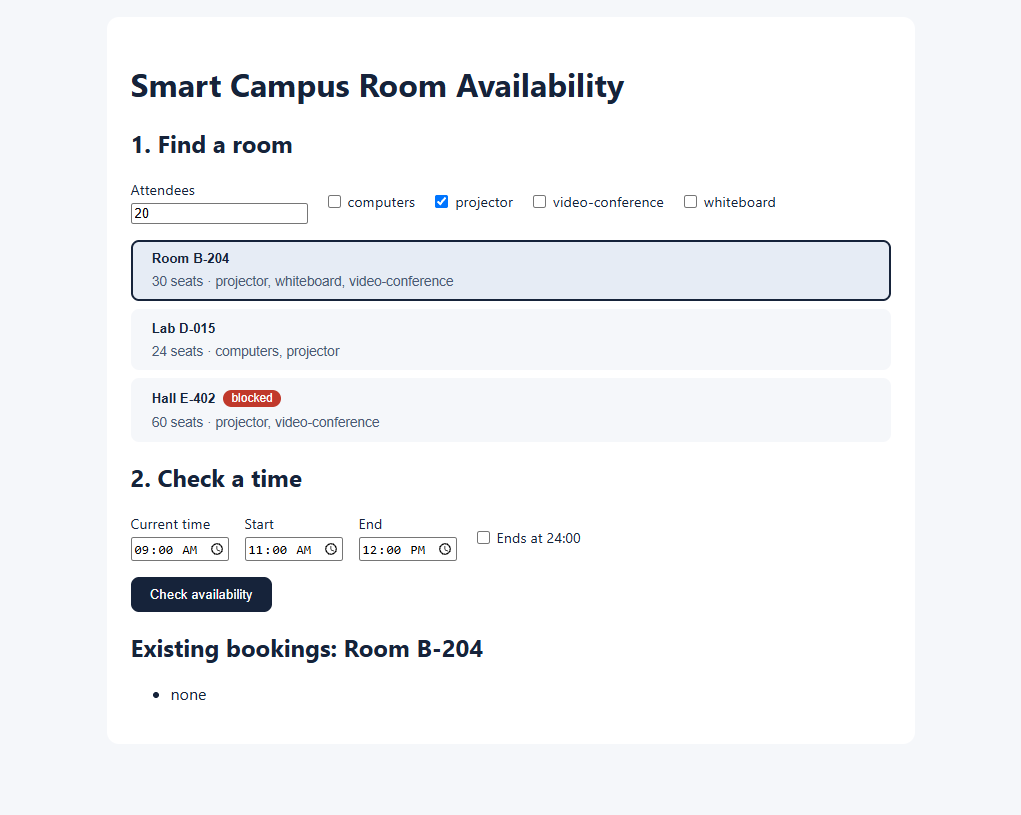 Smart Campus Room Availability
1. Find a room
Attendees
20
computers
projector
video-conference
whiteboard
Room B-204
30 seats · projector, whiteboard, video-conference
Lab D-015
24 seats · computers, projector
Hall E-402 blocked
60 seats · projector, video-conference
2. Check a time
Current time Start End
09:00 AM 11:00 AM 12:00 PM Ends at 24:00
Check availability
Existing bookings: Room B-204
• none